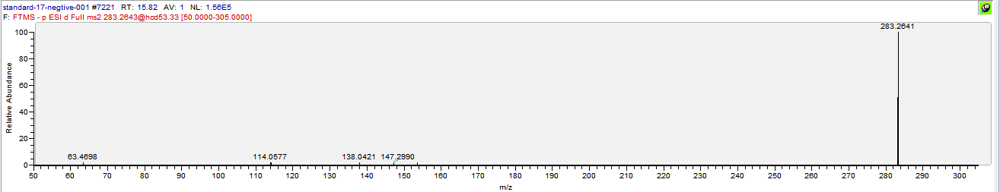 standard-17-negtive-001 #7221 RT: 15.82 AV: 1 NL: 1.56E5
F: FTMS - p ESI d Full ms2 283.2643@hcd53.33 [50.0000-305.0000]
283.2641
100
80
60
40
20
0
Relative Abundance
63.4698 114.0577 138.0421 147.2990
50 60 70 80 90 100 110 120 130 140 150 160 170 180 190 200 210 220 230 240 250 260 270 280 290 300
m/z